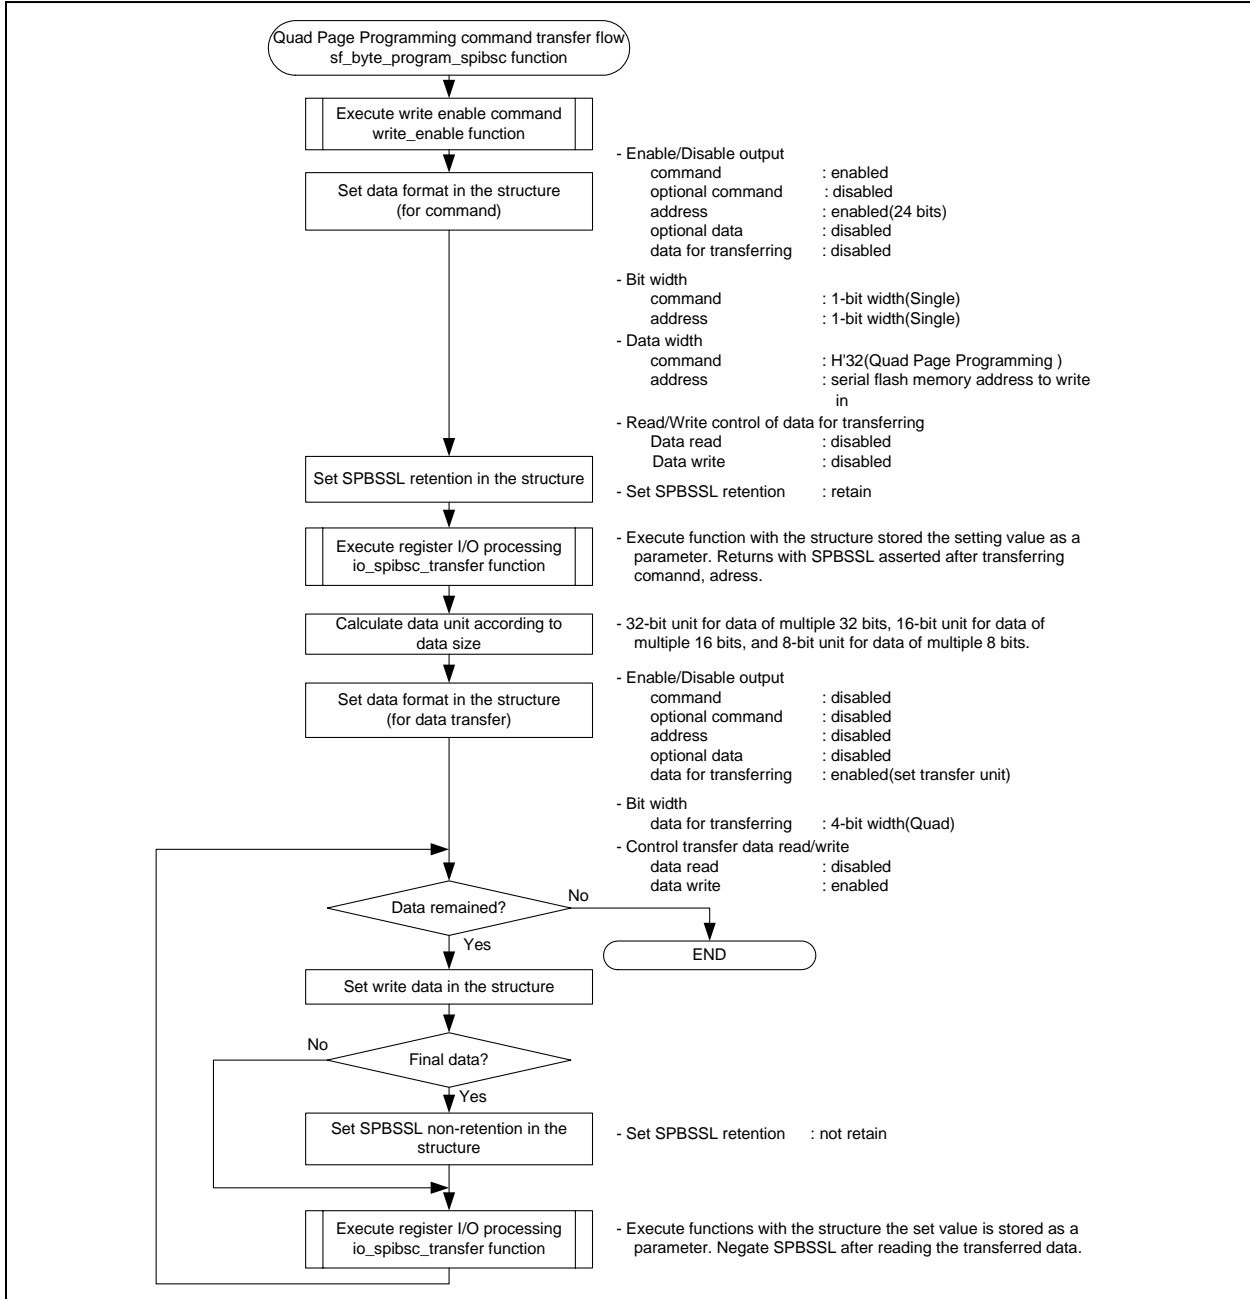 Quad Page Programming command transfer flow
sf_byte_program_spibsc function
Execute write enable command
write_enable function
Set data format in the structure
(for command)
- Enable/Disable output
command : enabled
optional command : disabled
address : enabled(24 bits)
optional data : disabled
data for transferring : disabled
- Bit width
command : 1-bit width(Single)
address : 1-bit width(Single)
- Data width
command : H'32(Quad Page Programming )
address : serial flash memory address to write
in
- Read/Write control of data for transferring
Data read : disabled
Data write : disabled
Set SPBSSL retention in the structure
- Set SPBSSL retention : retain
Execute register I/O processing
io_spibsc_transfer function
- Execute function with the structure stored the setting value as a
parameter. Returns with SPBSSL asserted after transferring
comannd, adress.
Calculate data unit according to
data size
- 32-bit unit for data of multiple 32 bits, 16-bit unit for data of
multiple 16 bits, and 8-bit unit for data of multiple 8 bits.
Set data format in the structure
(for data transfer)
- Enable/Disable output
command : disabled
optional command : disabled
address : disabled
optional data : disabled
data for transferring : enabled(set transfer unit)
- Bit width
data for transferring : 4-bit width(Quad)
- Control transfer data read/write
data read : disabled
data write : enabled
Data remained?
No
Yes
END
Set write data in the structure
Final data?
No
Yes
Set SPBSSL non-retention in the
structure
- Set SPBSSL retention : not retain
Execute register I/O processing
io_spibsc_transfer function
- Execute functions with the structure the set value is stored as a
parameter. Negate SPBSSL after reading the transferred data.